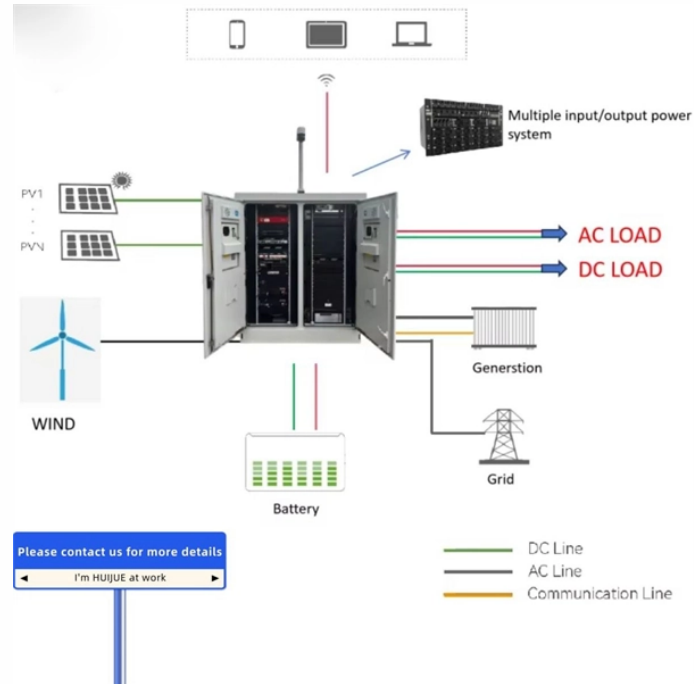 Multiple input/output power
system
PV1
PVN
AC LOAD
DC LOAD
WIND
Generstion
Grid
Battery
Please contact us for more details
I'm HUIJUE at work
DC Line
AC Line
Communication Line